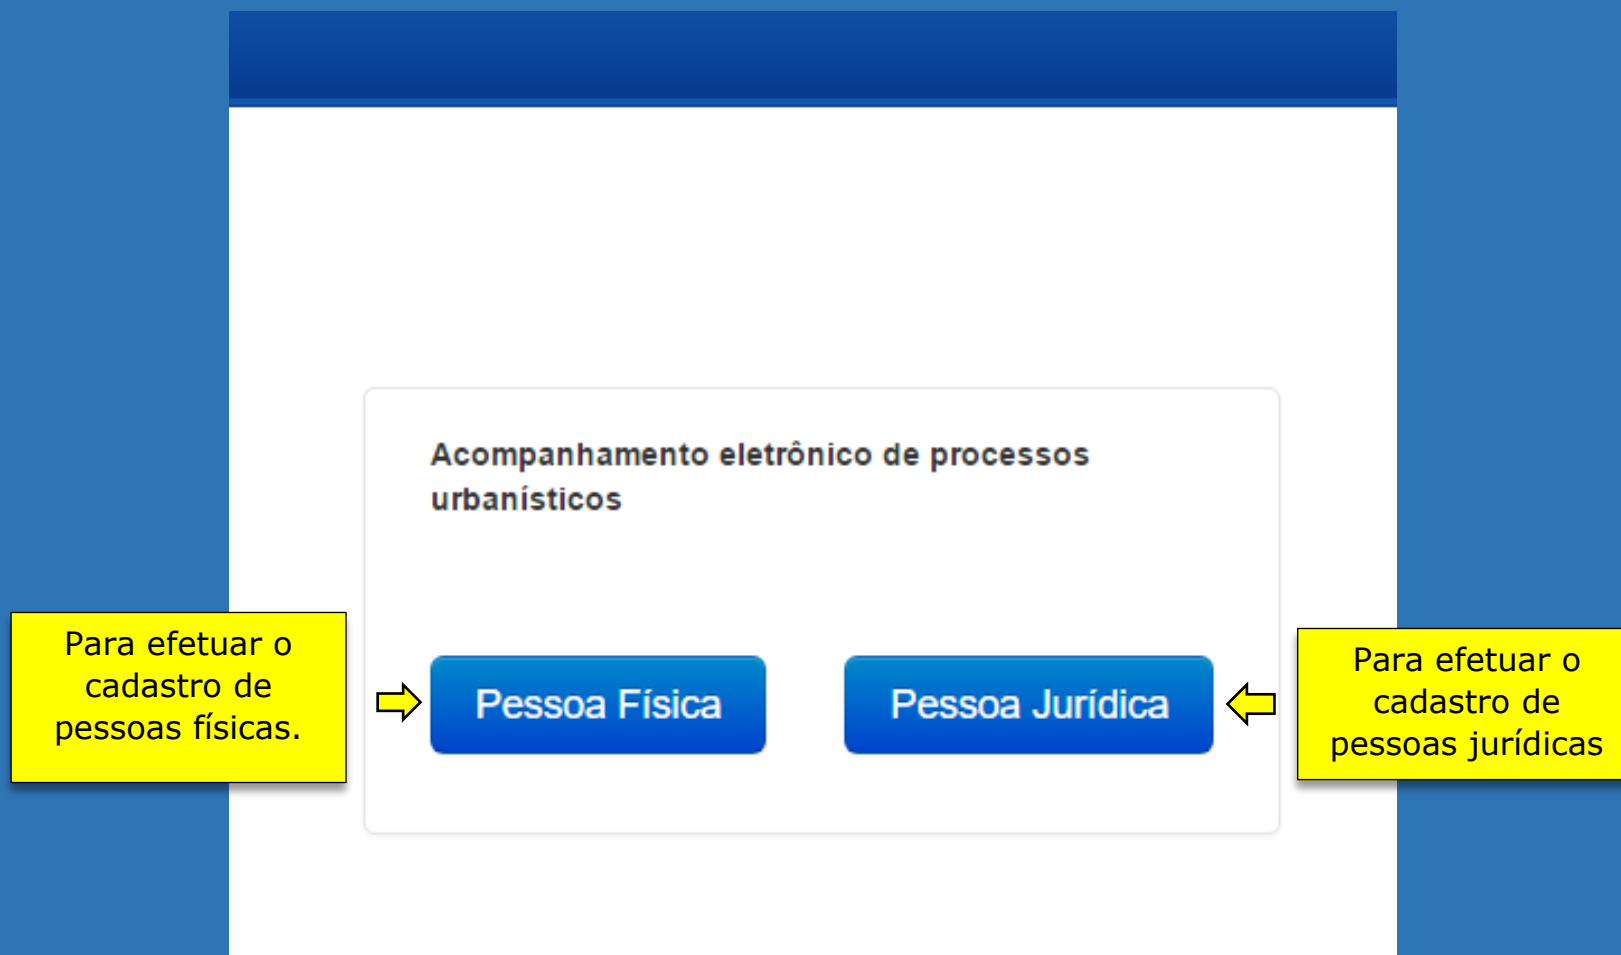 Acompanhamento eletrônico de processos
urbanísticos
Para efetuar o
cadastro de
pessoas físicas.
Pessoa Física
Pessoa Jurídica
Para efetuar o
cadastro de
pessoas jurídicas